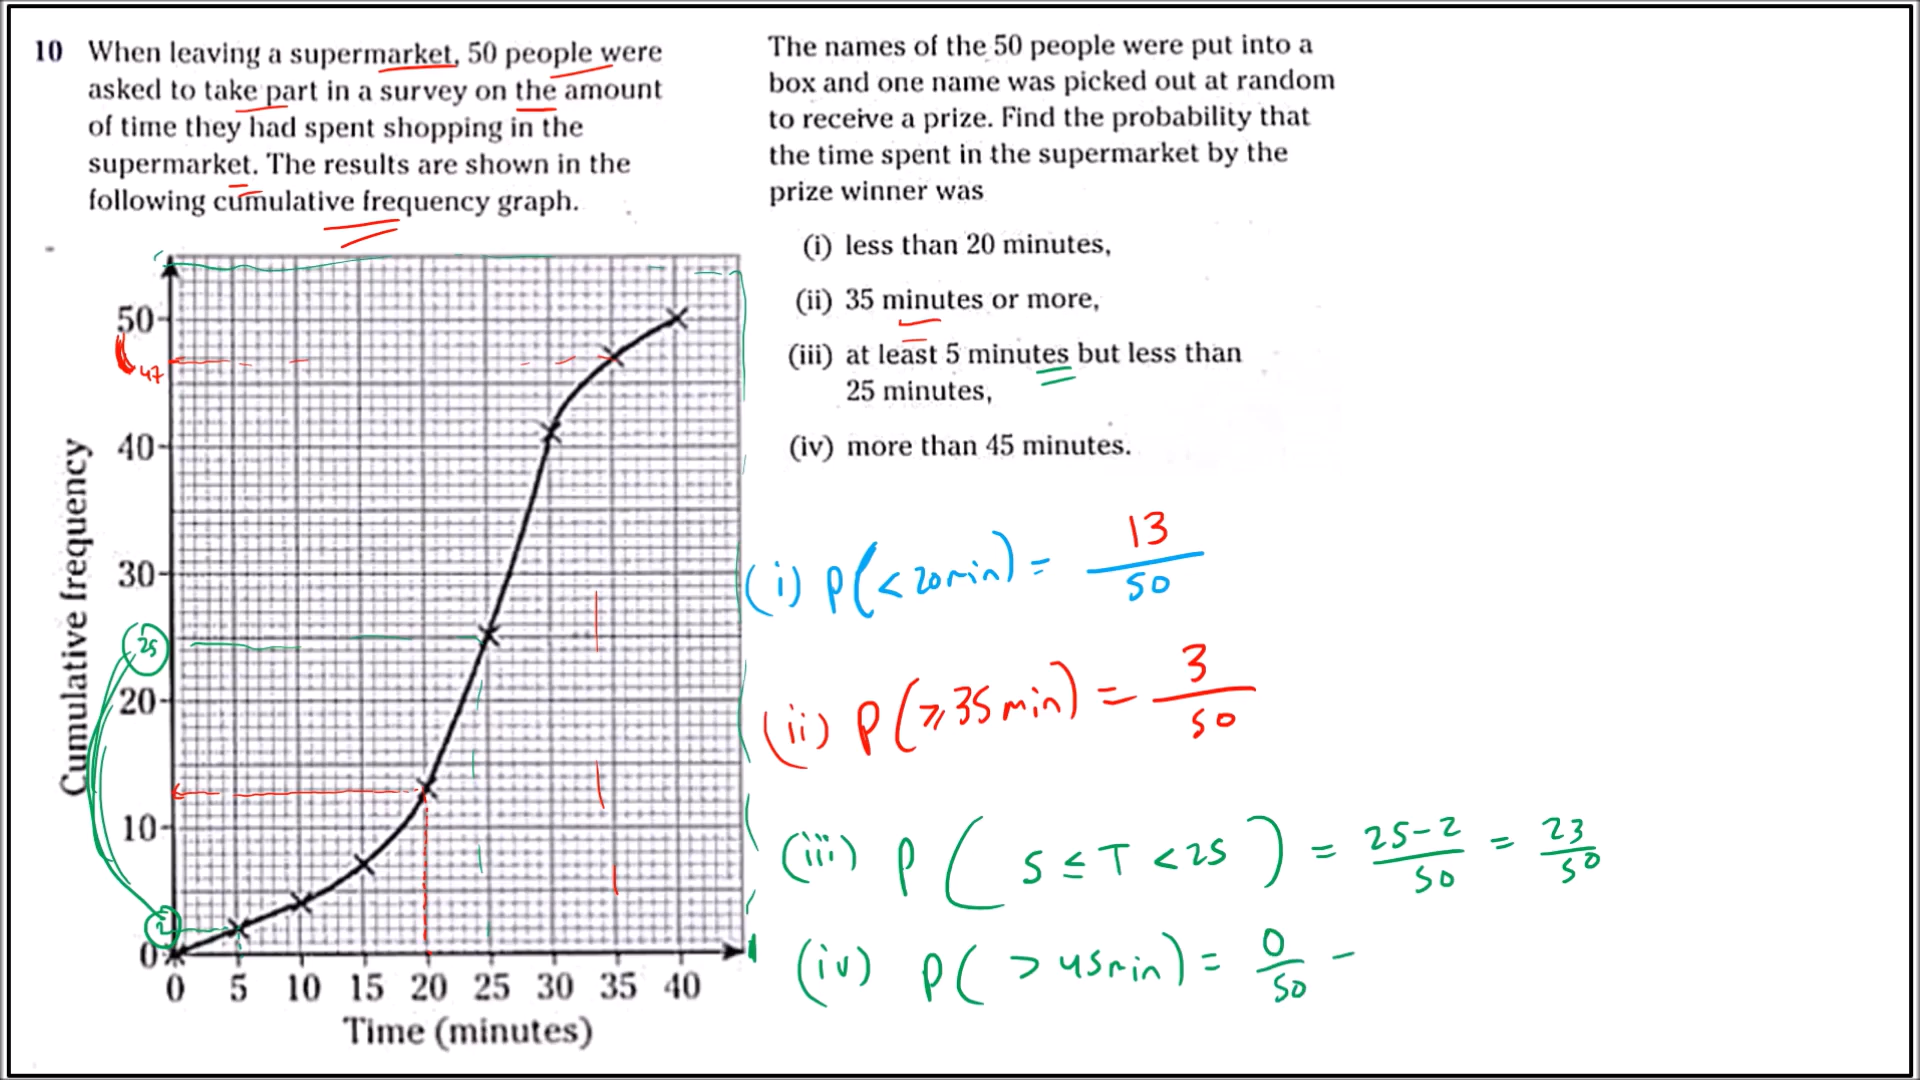 10 When leaving a supermarket, 50 people were
asked to take part in a survey on the amount
of time they had spent shopping in the
supermarket. The results are shown in the
following cumulative frequency graph.
50
47
40
30
25
20
10
2
0
0 5 10 15 20 25 30 35 40
Time (minutes)
Cumulative frequency
The names of the 50 people were put into a
box and one name was picked out at random
to receive a prize. Find the probability that
the time spent in the supermarket by the
prize winner was
(i) less than 20 minutes,
(ii) 35 minutes or more,
(iii) at least 5 minutes but less than
25 minutes,
(iv) more than 45 minutes.
(i) P(<20min) = 13/50
(ii) P(⩾35min) = 3/50
(iii) P( 5 ≤ T < 25 ) = 25-2/50 = 23/50
(iv) P( > 45min) = 0/50 -